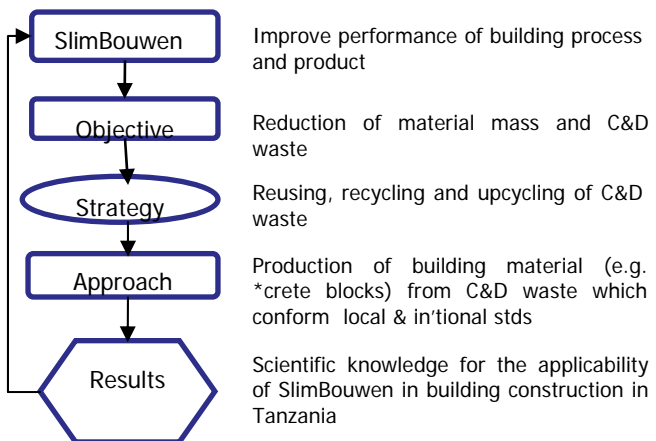 SlimBouwen
Improve performance of building process
and product
Objective
Reduction of material mass and C&D
waste
Strategy
Reusing, recycling and upcycling of C&D
waste
Approach
Production of building material (e.g.
*crete blocks) from C&D waste which
conform local & in'tional stds
Results
Scientific knowledge for the applicability
of SlimBouwen in building construction in
Tanzania